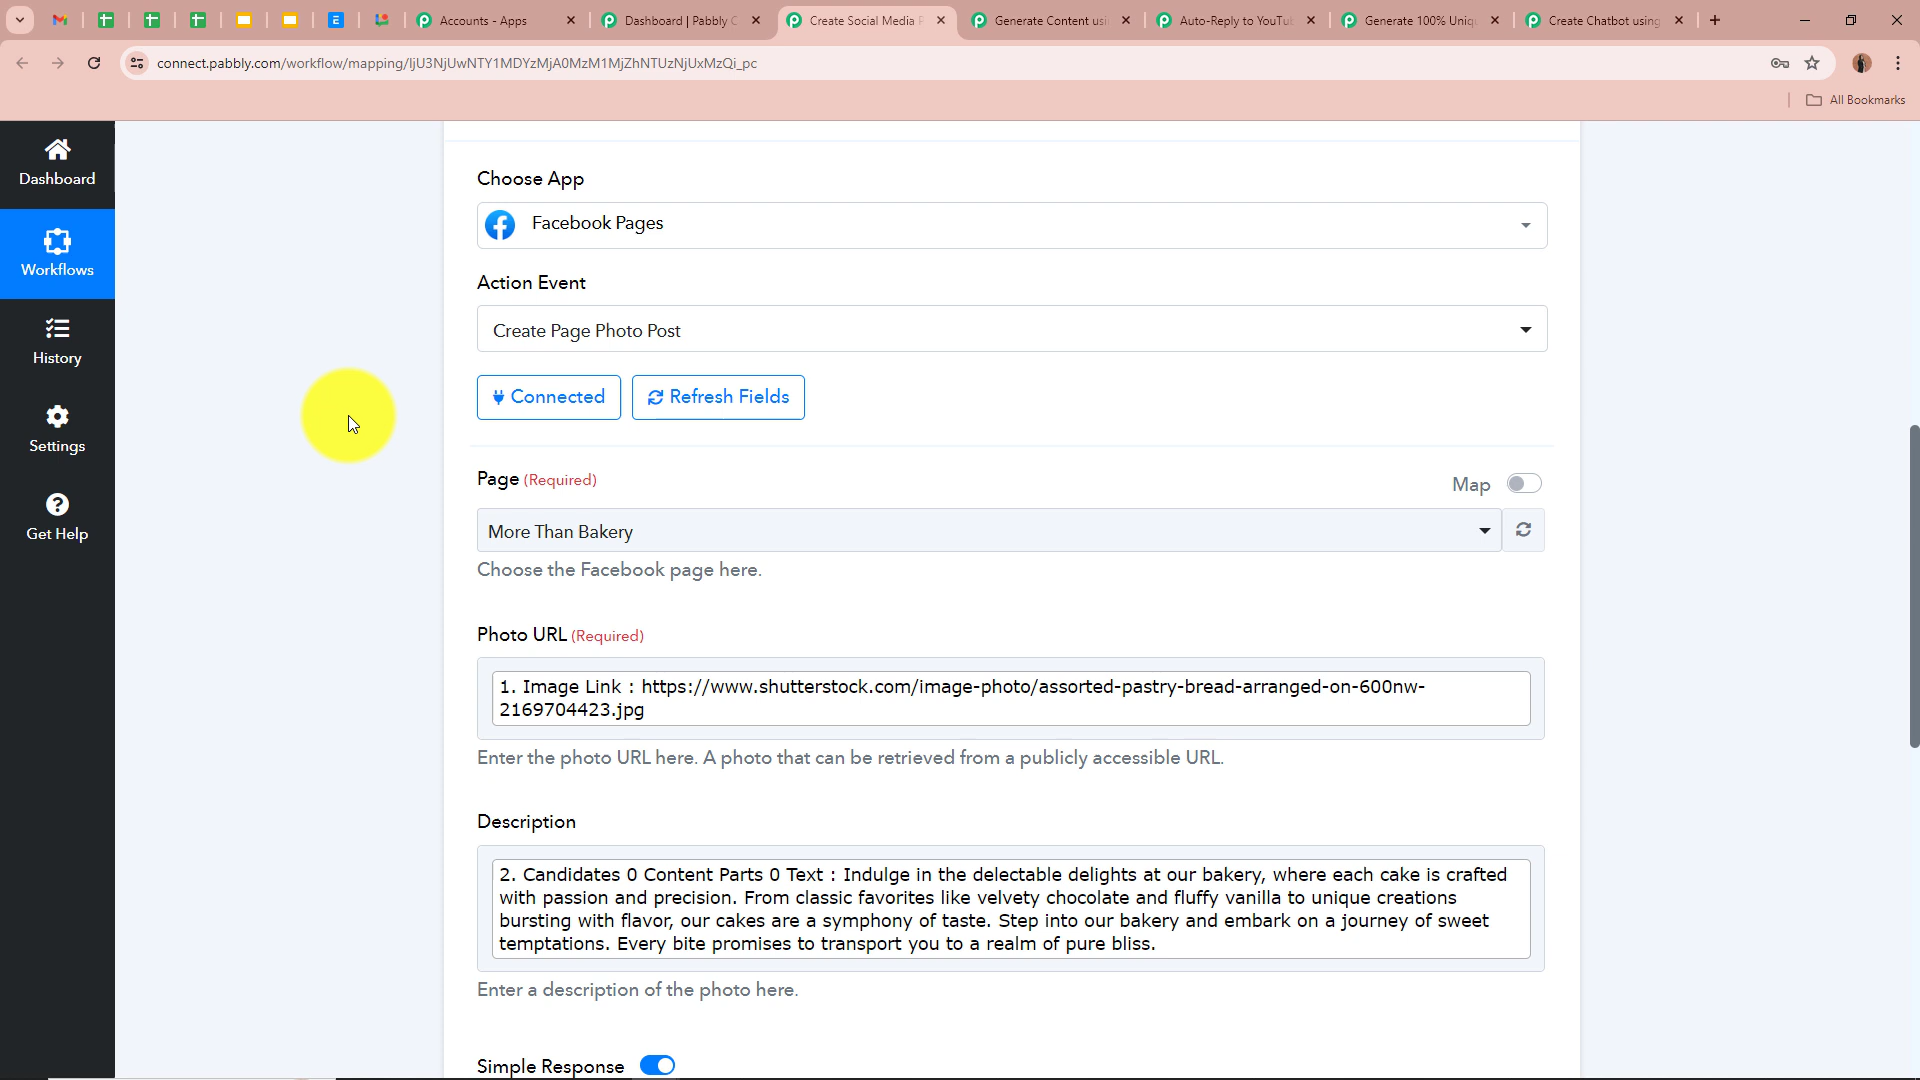 Accounts - Apps
Dashboard | Pabbly C
Create Social Media P
Generate Content usi
Auto-Reply to YouTu
Generate 100% Uniq
Create Chatbot using
connect.pabbly.com/workflow/mapping/IjU3NjUwNTY1MDYzMjA0MzM1MjZhNTUzNjUxMzQi_pc
All Bookmarks
Dashboard
Workflows
History
Settings
Get Help
Choose App
Facebook Pages
Action Event
Create Page Photo Post
Connected
Refresh Fields
Page (Required)
Map
More Than Bakery
Choose the Facebook page here.
Photo URL (Required)
1. Image Link : https://www.shutterstock.com/image-photo/assorted-pastry-bread-arranged-on-600nw-
2169704423.jpg
Enter the photo URL here. A photo that can be retrieved from a publicly accessible URL.
Description
2. Candidates 0 Content Parts 0 Text : Indulge in the delectable delights at our bakery, where each cake is crafted
with passion and precision. From classic favorites like velvety chocolate and fluffy vanilla to unique creations
bursting with flavor, our cakes are a symphony of taste. Step into our bakery and embark on a journey of sweet
temptations. Every bite promises to transport you to a realm of pure bliss.
Enter a description of the photo here.
Simple Response